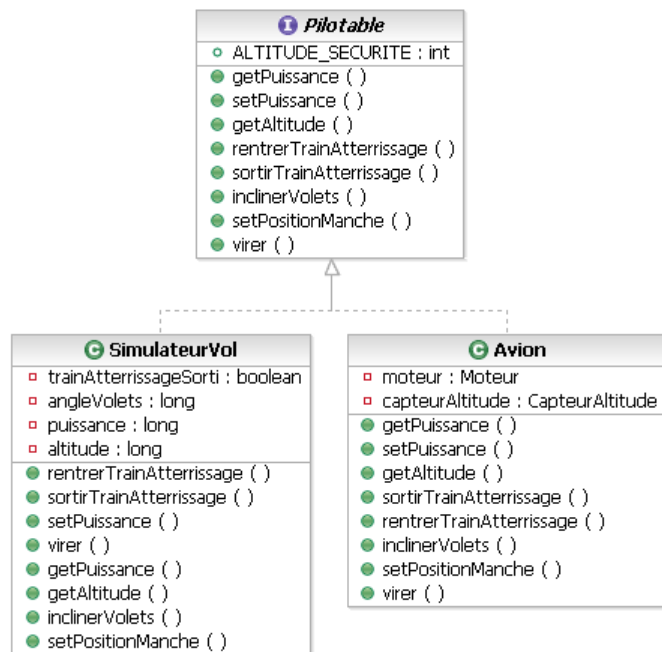 I Pilotable
ALTITUDE_SECURITE : int
getPuissance ( )
setPuissance ( )
getAltitude ( )
rentrerTrainAtterrissage ( )
sortirTrainAtterrissage ( )
inclinerVolets ( )
setPositionManche ( )
virer ( )
C SimulateurVol
trainAtterrissageSorti : boolean
angleVolets : long
puissance : long
altitude : long
rentrerTrainAtterrissage ( )
sortirTrainAtterrissage ( )
setPuissance ( )
virer ( )
getPuissance ( )
getAltitude ( )
inclinerVolets ( )
setPositionManche ( )
C Avion
moteur : Moteur
capteurAltitude : CapteurAltitude
getPuissance ( )
setPuissance ( )
getAltitude ( )
sortirTrainAtterrissage ( )
rentrerTrainAtterrissage ( )
inclinerVolets ( )
setPositionManche ( )
virer ( )